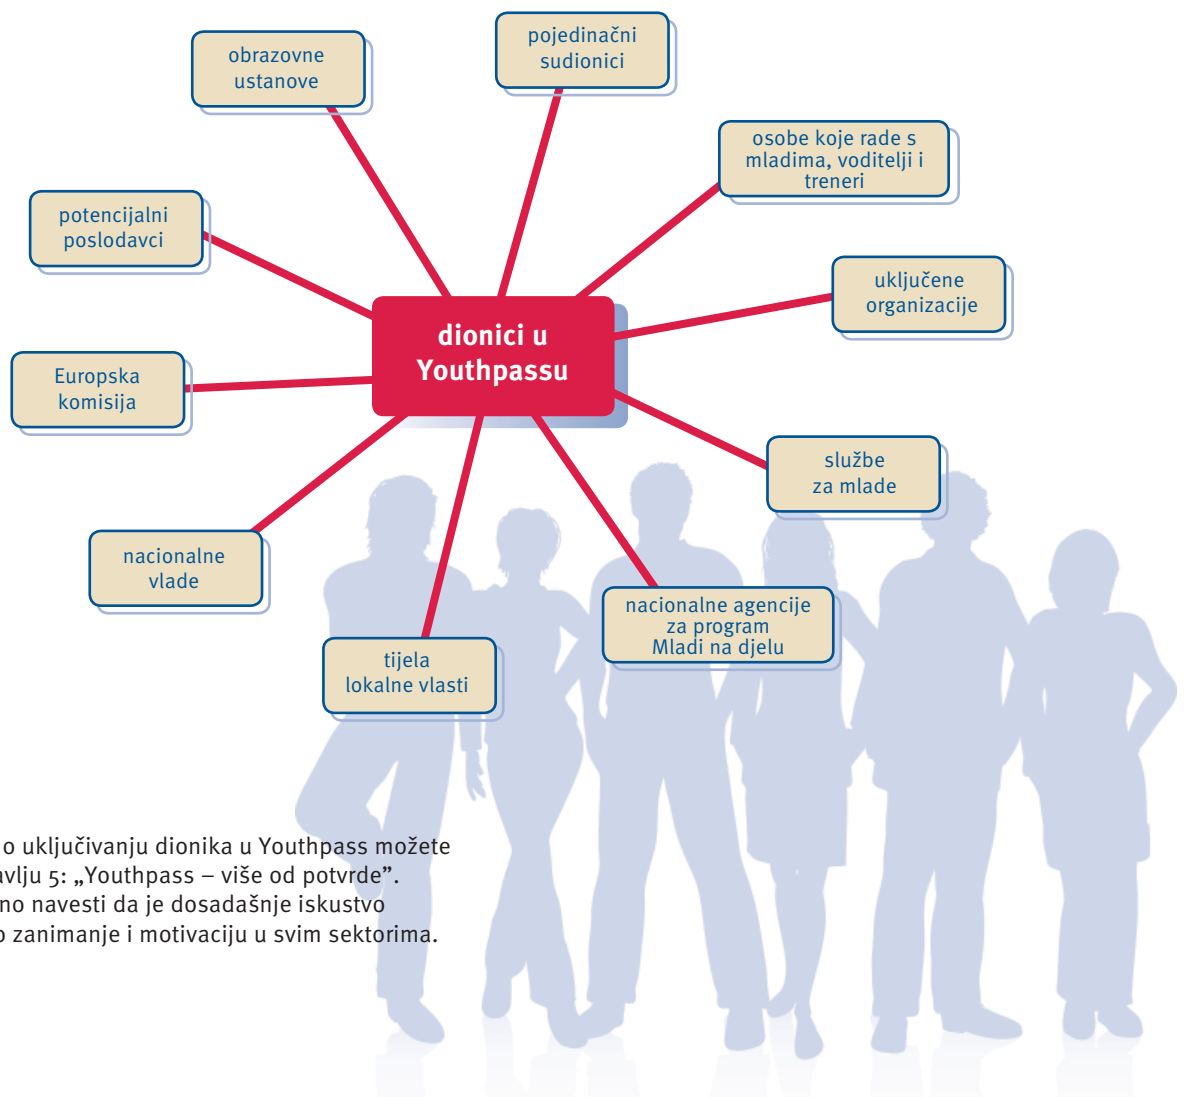 pojedinačni
sudionici
obrazovne
ustanove
osobe koje rade s
mladima, voditelji i
treneri
potencijalni
poslodavci
uključene
organizacije
dionici u
Youthpassu
Europska
komisija
službe
za mlade
nacionalne
vlade
nacionalne agencije
za program
Mladi na djelu
tijela
lokalne vlasti
o uključivanju dionika u Youthpass možete
avlju 5: „Youthpass – više od potvrde”.
no navesti da je dosadašnje iskustvo
o zanimanje i motivaciju u svim sektorima.